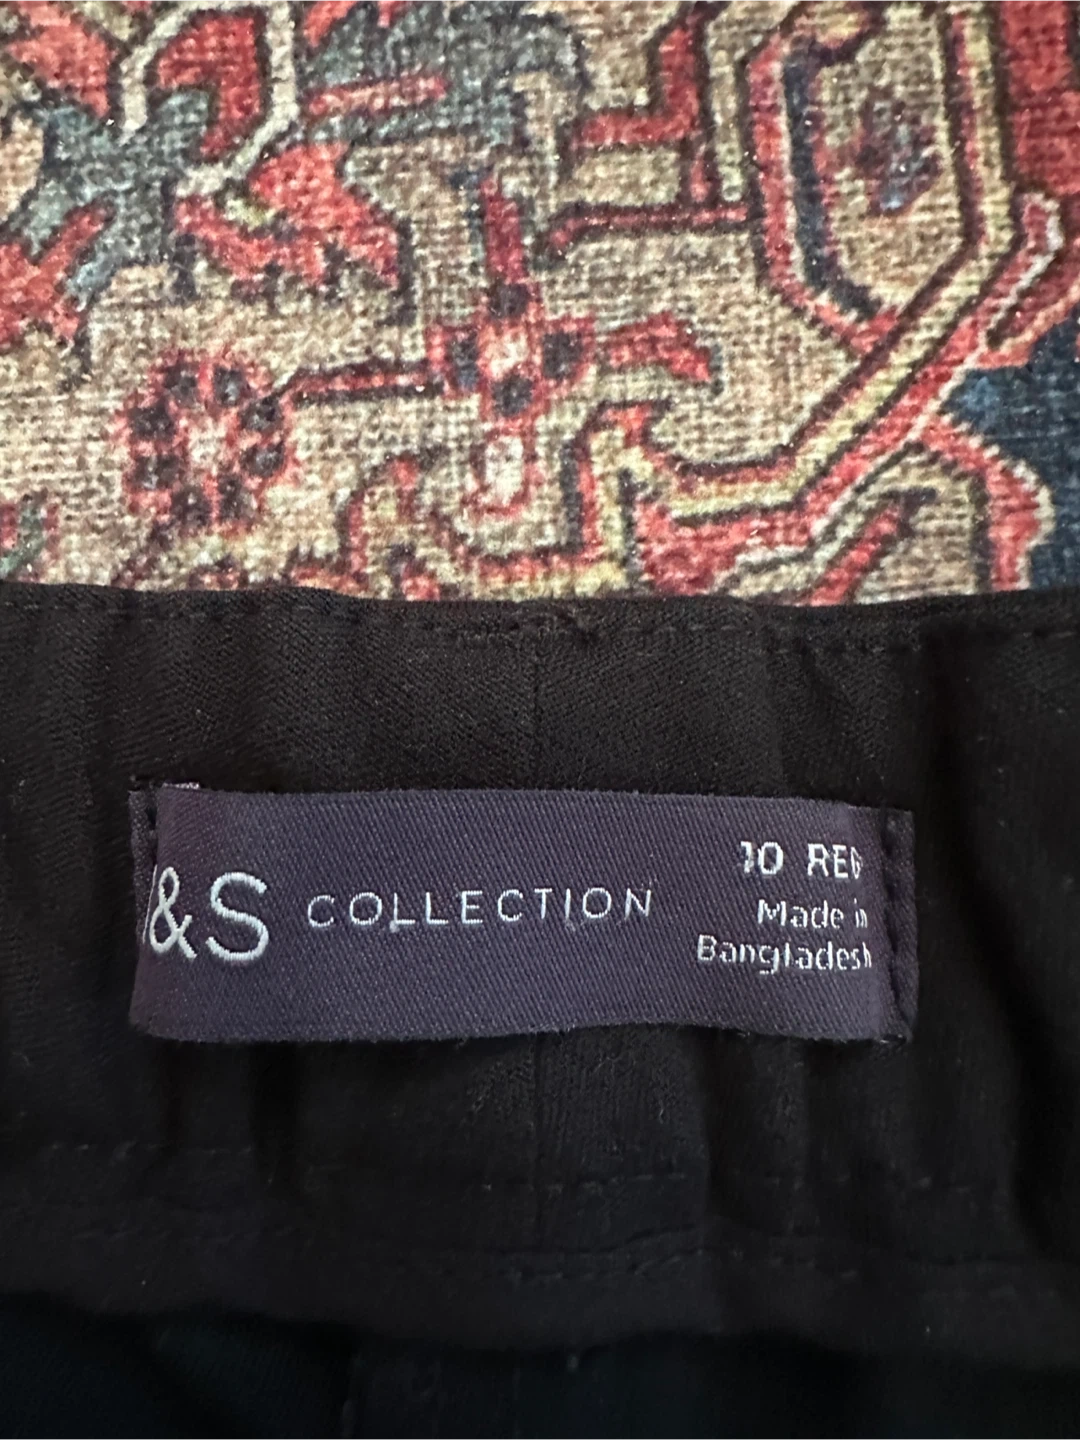 &S COLLECTION
10 REG
Made in
Bangladesh